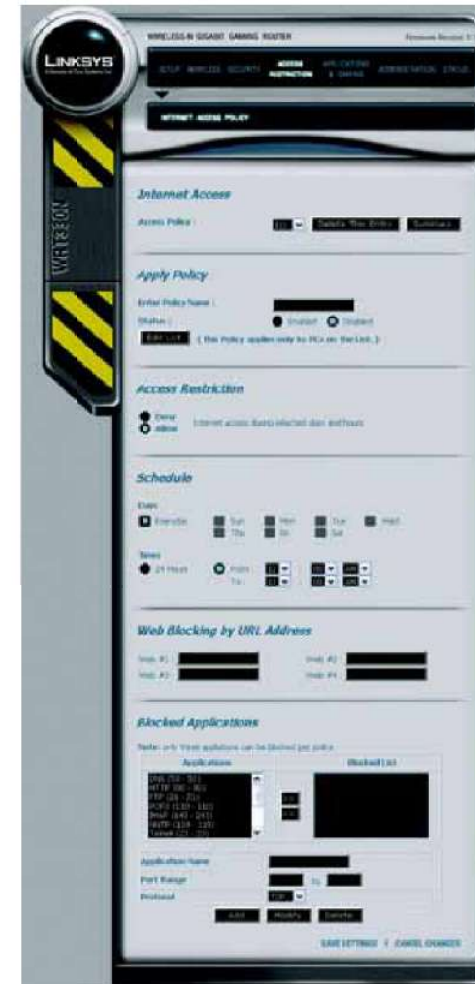 LINKSYS
WIRELESS-N GIGABIT GAMING ROUTER
SETUP WIRELESS SECURITY ACCESS RESTRICTION APPLICATIONS & GAMING ADMINISTRATION STATUS
INTERNET ACCESS POLICY
WRT330N
Internet Access
Access Policy :
Delete This Entry Summary
Apply Policy
Enter Policy Name :
Status : Enabled Disabled
Edit List ( This Policy applies only to PCs on the List. )
Access Restriction
Deny
Allow Internet access during selected days and hours
Schedule
Days
Everyday Sun Mon Tue Wed
Thu Fri Sat
Times
24 Hours From :
To :
Web Blocking by URL Address
Web #1 : Web #2 :
Web #3 : Web #4 :
Blocked Applications
Applications Blocked List
DNS (53 - 53)
HTTP (80 - 80)
FTP (21 - 21)
POP3 (110 - 110)
IMAP (143 - 143)
Application Name
Port Range to
Protocol TCP
Add Modify Delete
SAVE SETTINGS | CANCEL CHANGES